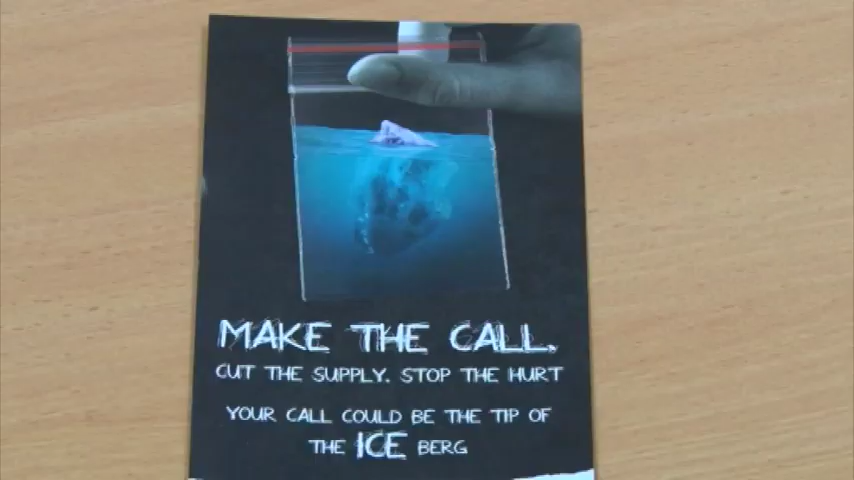 MAKE THE CALL.
CUT THE SUPPLY. STOP THE HURT
YOUR CALL COULD BE THE TIP OF
THE ICE BERG